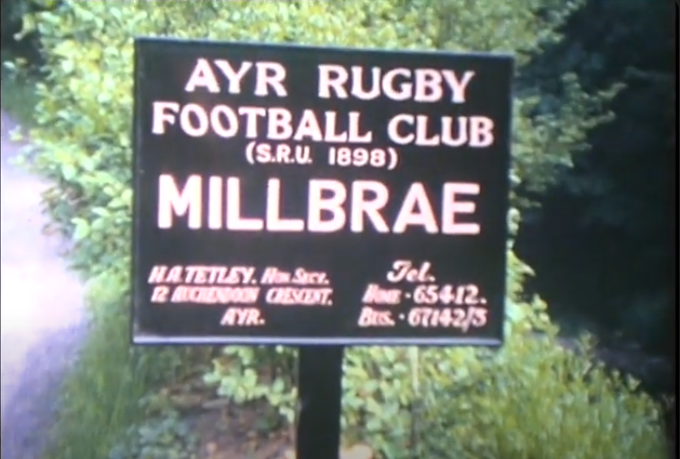 AYR RUGBY
FOOTBALL CLUB
(S.R.U. 1898)
MILLBRAE
H.A. TETLEY. Hon. Secy.
12 AUCHENDOON CRESCENT,
AYR.
Tel.
HOME - 65412.
BUS. - 67142/3